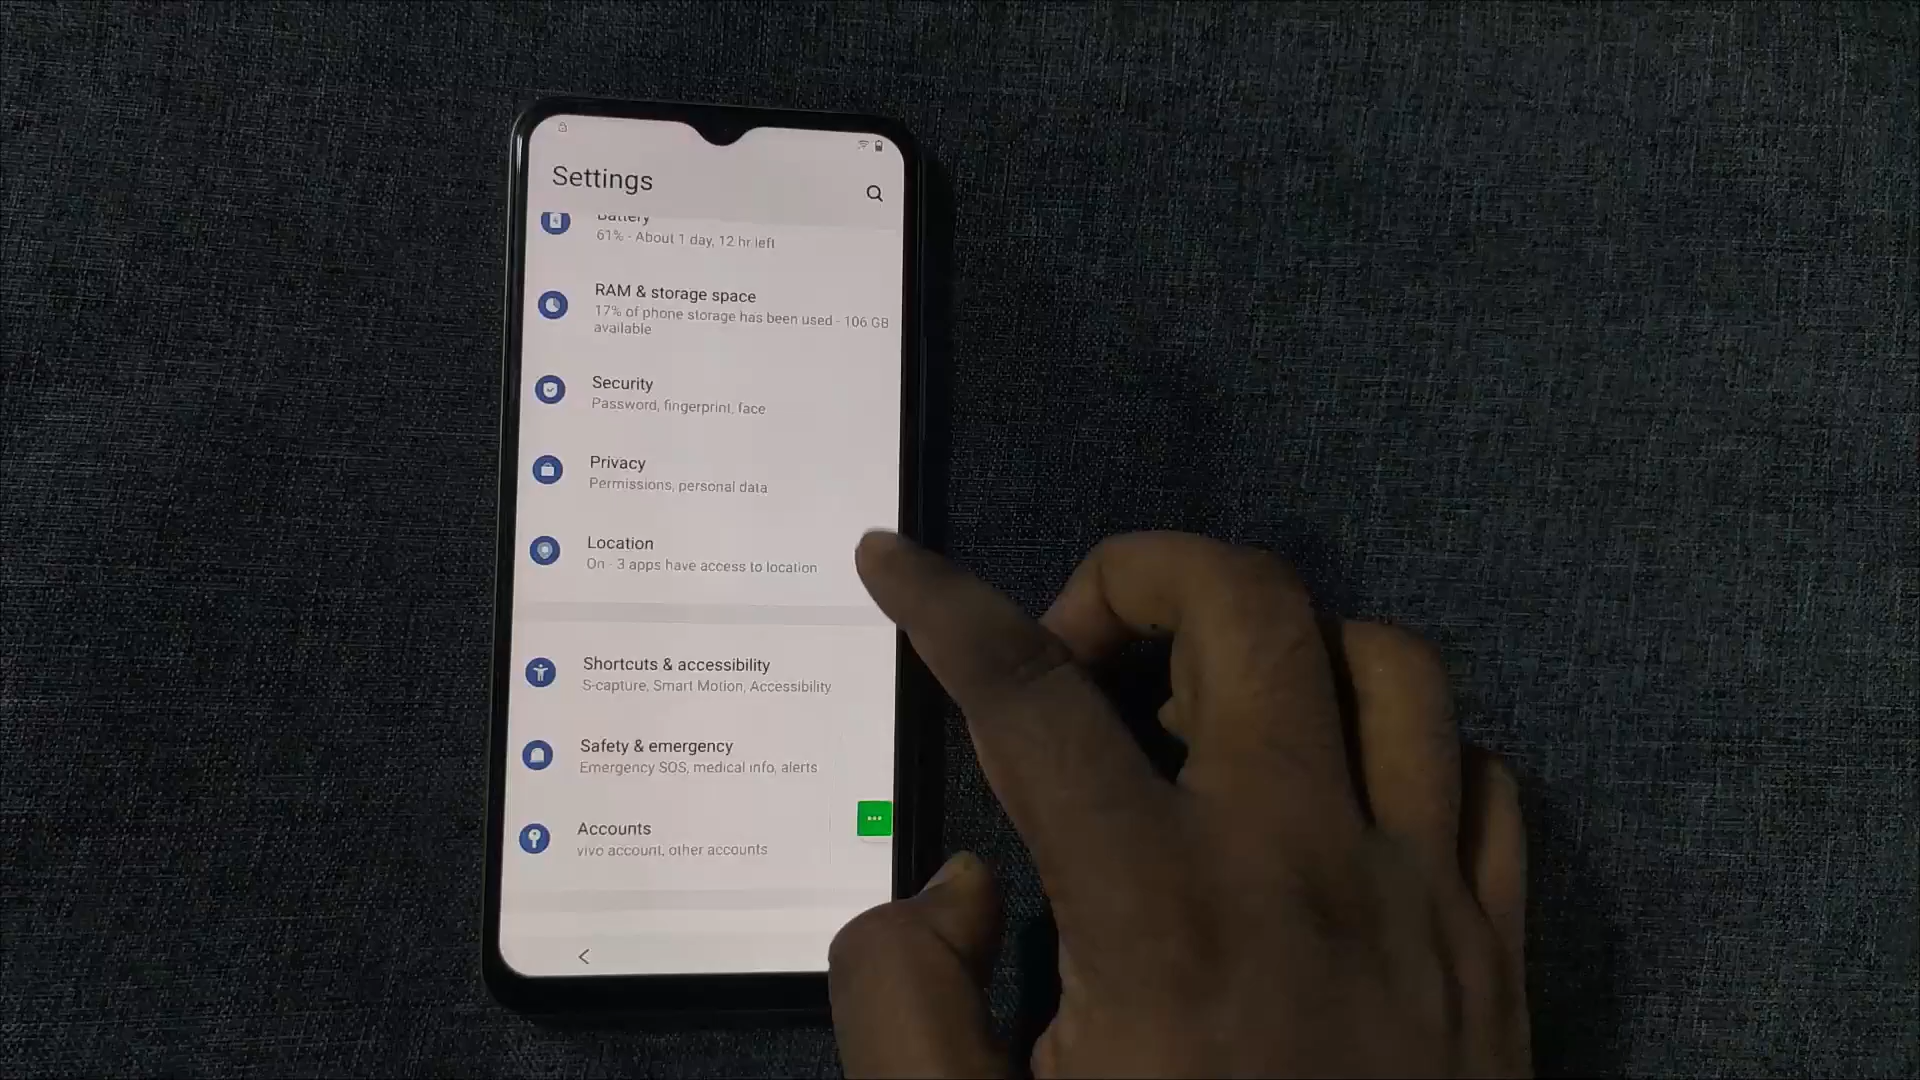 Settings
Battery
61% - About 1 day, 12 hr left
RAM & storage space
17% of phone storage has been used - 106 GB
available
Security
Password, fingerprint, face
Privacy
Permissions, personal data
Location
On - 3 apps have access to location
Shortcuts & accessibility
S-capture, Smart Motion, Accessibility
Safety & emergency
Emergency SOS, medical info, alerts
Accounts
vivo account, other accounts